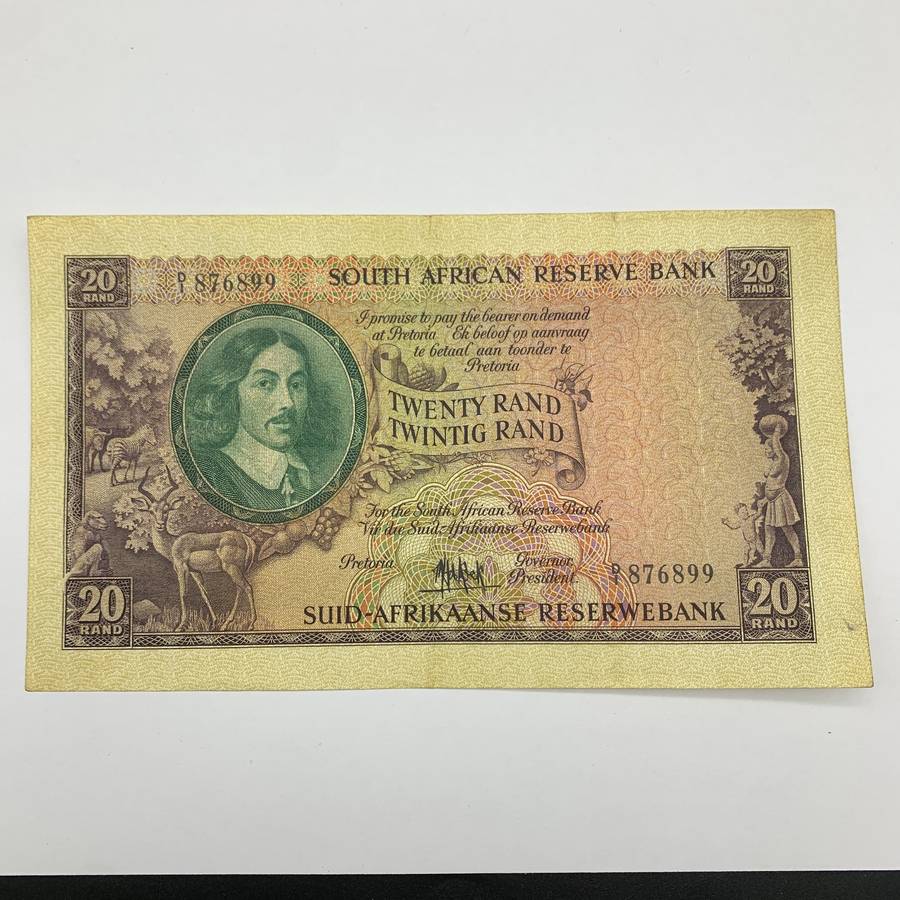 20
RAND
D/1 876899
SOUTH AFRICAN RESERVE BANK
20
RAND
I promise to pay the bearer on demand
at Pretoria Ek beloof op aanvraag
te betaal aan toonder te
Pretoria
TWENTY RAND
TWINTIG RAND
For the South African Reserve Bank
Vir die Suid-Afrikaanse Reserwebank
Pretoria
Governor
President
D/1 876899
20
RAND
SUID-AFRIKAANSE RESERWEBANK
20
RAND